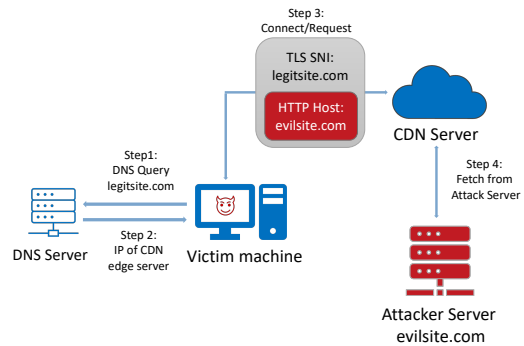 Step 3:
Connect/Request
TLS SNI:
legitsite.com
HTTP Host:
evilsite.com
CDN Server
Step1:
DNS Query
legitsite.com
Step 4:
Fetch from
Attack Server
Step 2:
IP of CDN
edge server
DNS Server
Victim machine
Attacker Server
evilsite.com